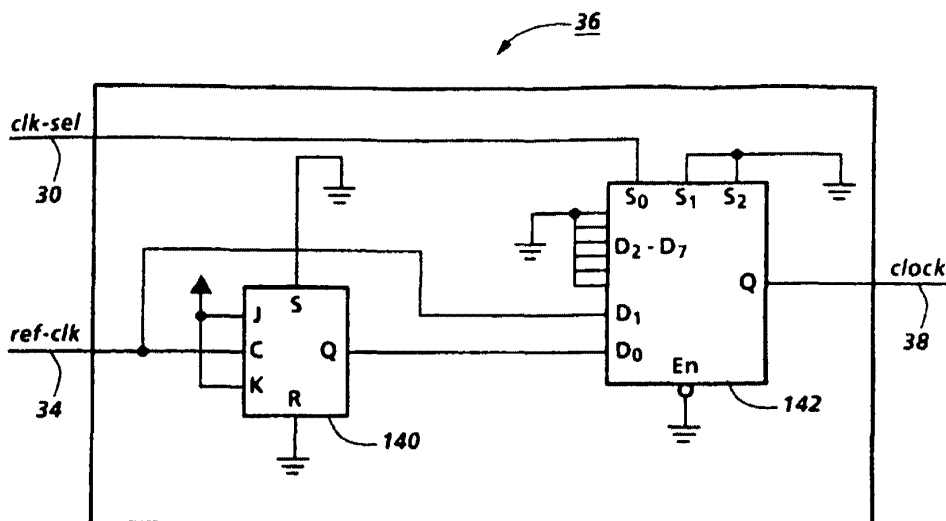 36
clk-sel
30
S0 S1 S2
D2 - D7
S
J
ref-clk
C
Q
D1
D0
Q
clock
38
34
K
R
En
140
142